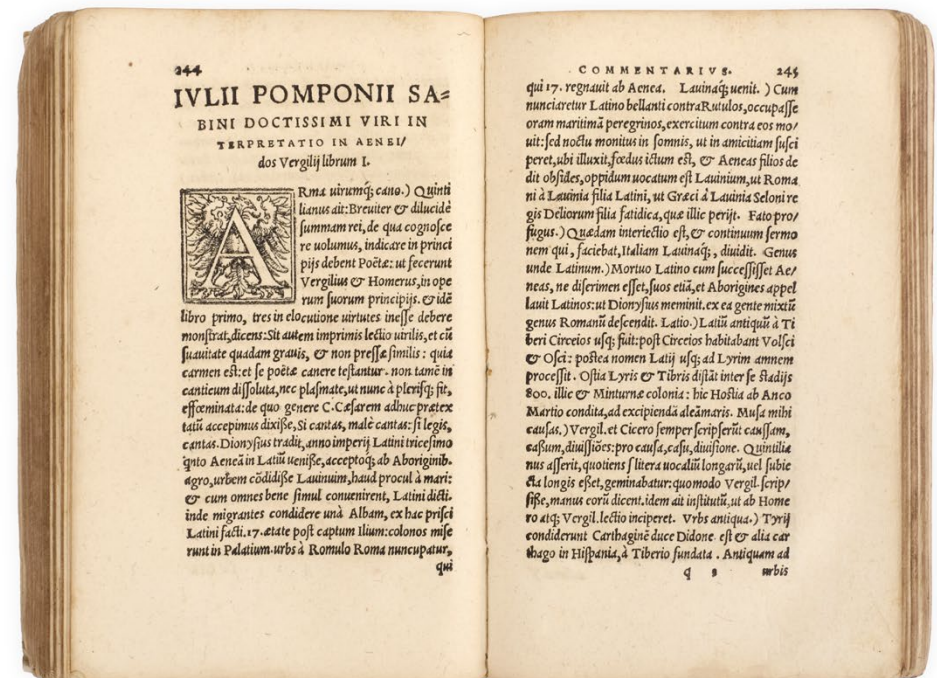 244
IVLII POMPONII SA=
BINI DOCTISSIMI VIRI IN
TERPRETATIO IN AENEI/
dos Vergilij librum I.
ARma uirumq́; cano.) Quinti
lianus ait: Breuiter & dilucidè
summam rei, de qua cognosce
re uolumus, indicare in princi
pijs debent Poëtæ: ut fecerunt
Vergilius & Homerus, in ope
rum suorum principijs. & idē
libro primo, tres in elocutione uirtutes inesse debere
monstrat, dicens: Sit autem imprimis lectio uirilis, et cū
suauitate quadam grauis, & non pressæ similis : quia
carmen est: et se poëtæ canere testantur. non tamē in
canticum dissoluta, nec plasmate, ut nunc à plerisq; fit,
effœminata: de quo genere C. Cæsarem adhuc prætex
tatū accepimus dixiße, Si cantas, malè cantas: si legis,
cantas. Dionysius tradit, anno imperij Latini tricesimo
qnto Aeneā in Latiū ueniße, acceptoq́; ab Aboriginib.
agro, urbem cōdidiße Lauinium, haud procul à mari:
& cum omnes bene simul conuenirent, Latini dicti.
inde migrantes condidere unà Albam, ex hac prisci
Latini facti. 17. ætate post captum Ilium: colonos mise
runt in Palatium. urbs à Romulo Roma nuncupatur,
qui
COMMENTARIVS. 245
qui 17. regnauit ab Aenea. Lauinaq́; uenit. ) Cum
nunciaretur Latino bellanti contra Rutulos, occupasse
oram maritimā peregrinos, exercitum contra eos mo/
uit: sed noctu monitus in somnis, ut in amicitiam susci
peret, ubi illuxit, fœdus ictum est, & Aeneas filios de
dit obsides, oppidum uocatum est Lauinium, ut Roma
ni à Lauinia filia Latini, ut Græci à Lauinia Seloni re
gis Deliorum filia fatidica, quæ illic perijt. Fato pro/
fugus. ) Quædam interiectio est, & continuum sermo
nem qui, faciebat, Italiam Lauinaq́;, diuidit. Genus
unde Latinum. ) Mortuo Latino cum successisset Ae/
neas, ne discrimen esset, suos etiā, et Aborigines appel
lauit Latinos: ut Dionysius meminit. ex ea gente mixtū
genus Romanū descendit. Latio. ) Latiū antiquū à Ti
beri Circeios usq; fuit: post Circeios habitabant Volsci
& Osci: postea nomen Latij usq; ad Lyrim amnem
processit. Ostia Lyris & Tibris distāt inter se stadijs
800. illic & Minturnæ colonia: hic Hostia ab Anco
Martio condita, ad excipiendā aleā maris. Musa mihi
causas. ) Vergil. et Cicero semper scripserūt caussam,
caßum, diuißiões: pro causa, casu, diuisione. Quintilia
nus asserit, quotiens s litera uocaliū longarū, uel subie
cta longis eßet, geminabatur: quomodo Vergil. scrip/
siße, manus eorū dicent. idem ait institutū, ut ab Home
ro atq; Vergil. lectio inciperet. Vrbs antiqua. ) Tyrij
condiderunt Carthaginē duce Didone. est & alia car
thago in Hispania, à Tiberio fundata . Antiquam ad
q urbis